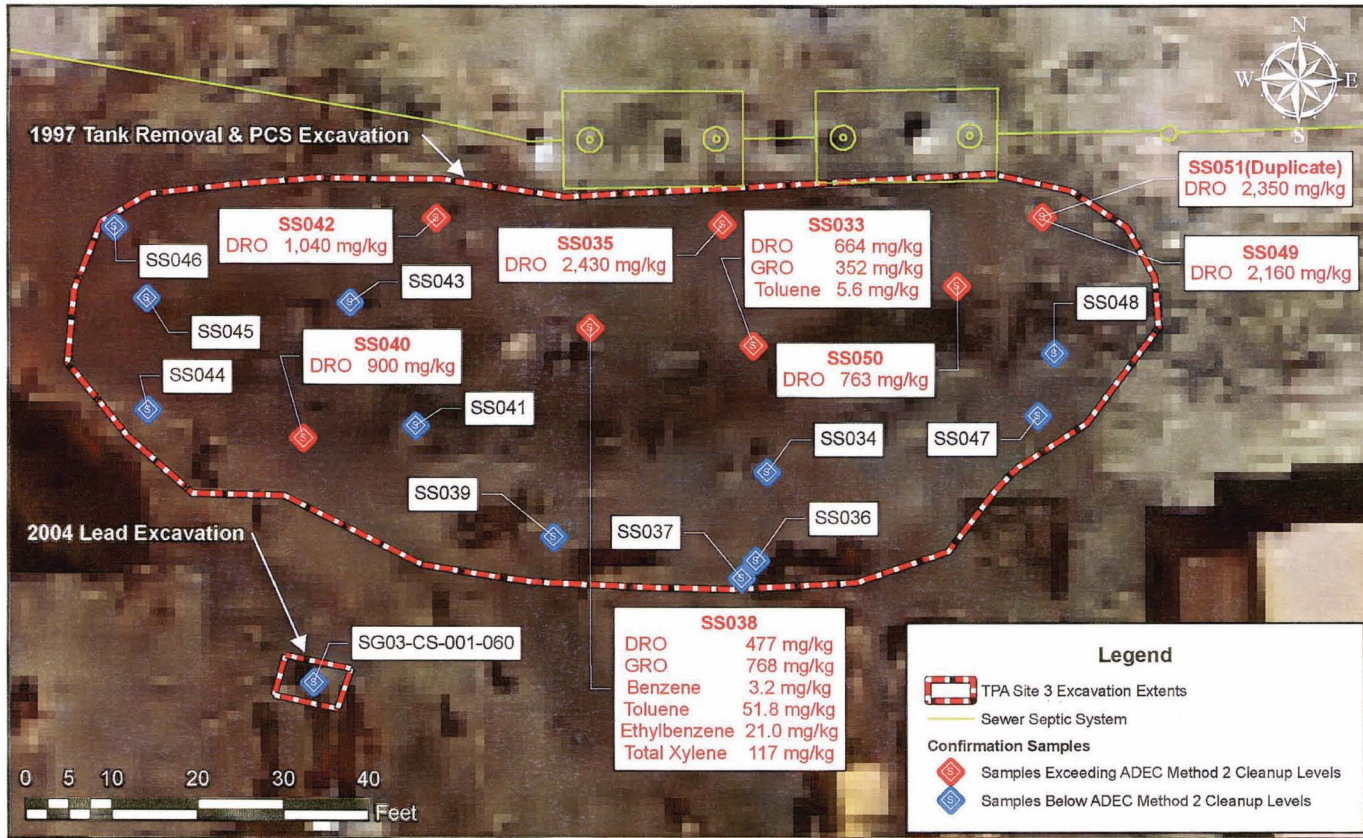 N
W E
S
1997 Tank Removal & PCS Excavation
SS051(Duplicate)
DRO 2,350 mg/kg
SS042
DRO 1,040 mg/kg
SS035
DRO 2,430 mg/kg
SS033
DRO 664 mg/kg
GRO 352 mg/kg
Toluene 5.6 mg/kg
SS049
DRO 2,160 mg/kg
SS046
SS043
SS045
SS048
SS040
DRO 900 mg/kg
SS050
DRO 763 mg/kg
SS044
SS041
SS034
SS047
SS039
SS037
SS036
2004 Lead Excavation
SG03-CS-001-060
SS038
DRO 477 mg/kg
GRO 768 mg/kg
Benzene 3.2 mg/kg
Toluene 51.8 mg/kg
Ethylbenzene 21.0 mg/kg
Total Xylene 117 mg/kg
0 5 10 20 30 40
Feet
Legend
TPA Site 3 Excavation Extents
Sewer Septic System
Confirmation Samples
S Samples Exceeding ADEC Method 2 Cleanup Levels
S Samples Below ADEC Method 2 Cleanup Levels